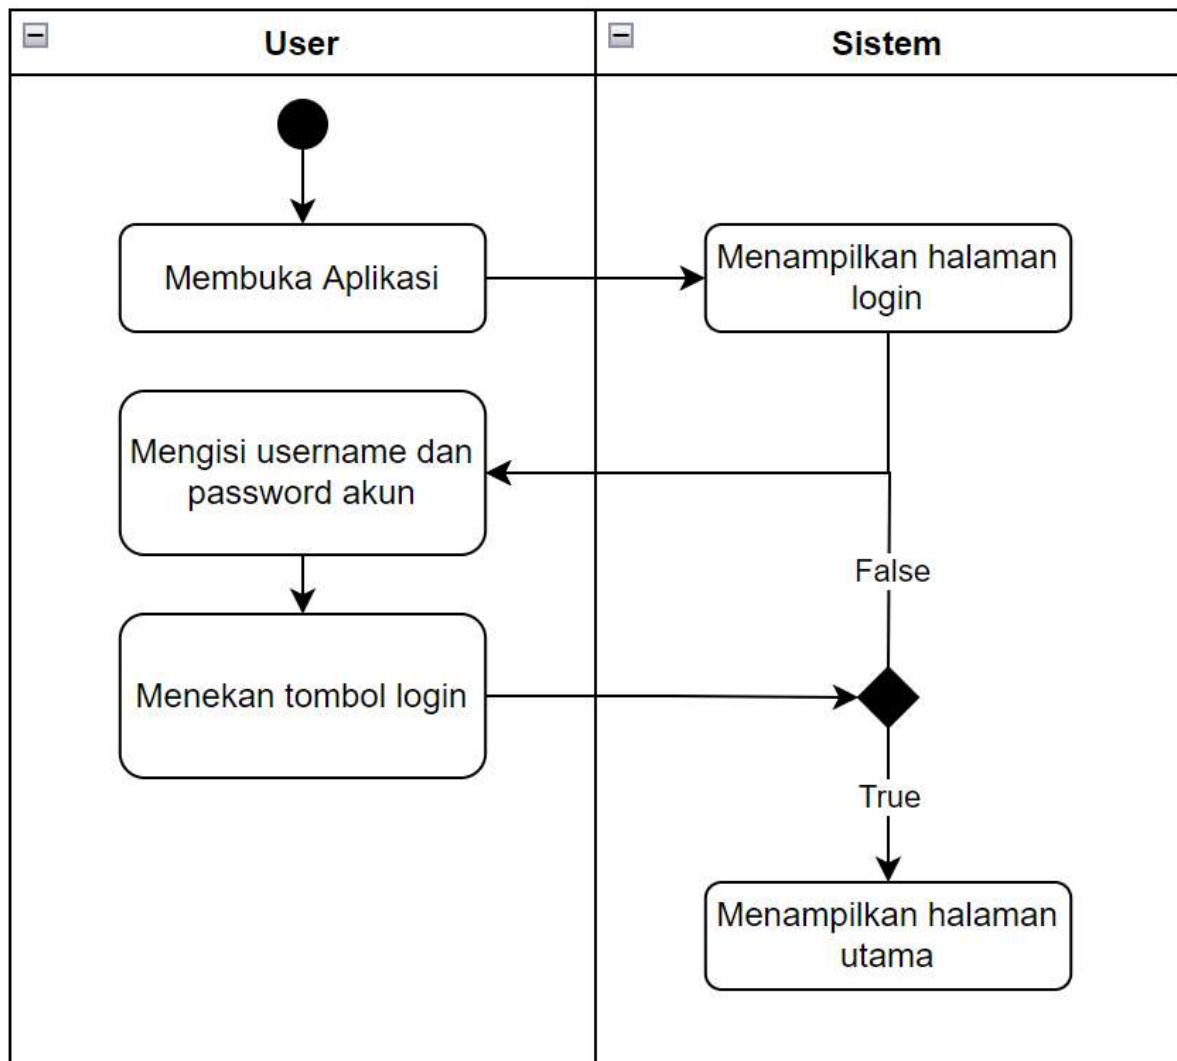 User
Sistem
Membuka Aplikasi
Menampilkan halaman
login
Mengisi username dan
password akun
False
Menekan tombol login
True
Menampilkan halaman
utama